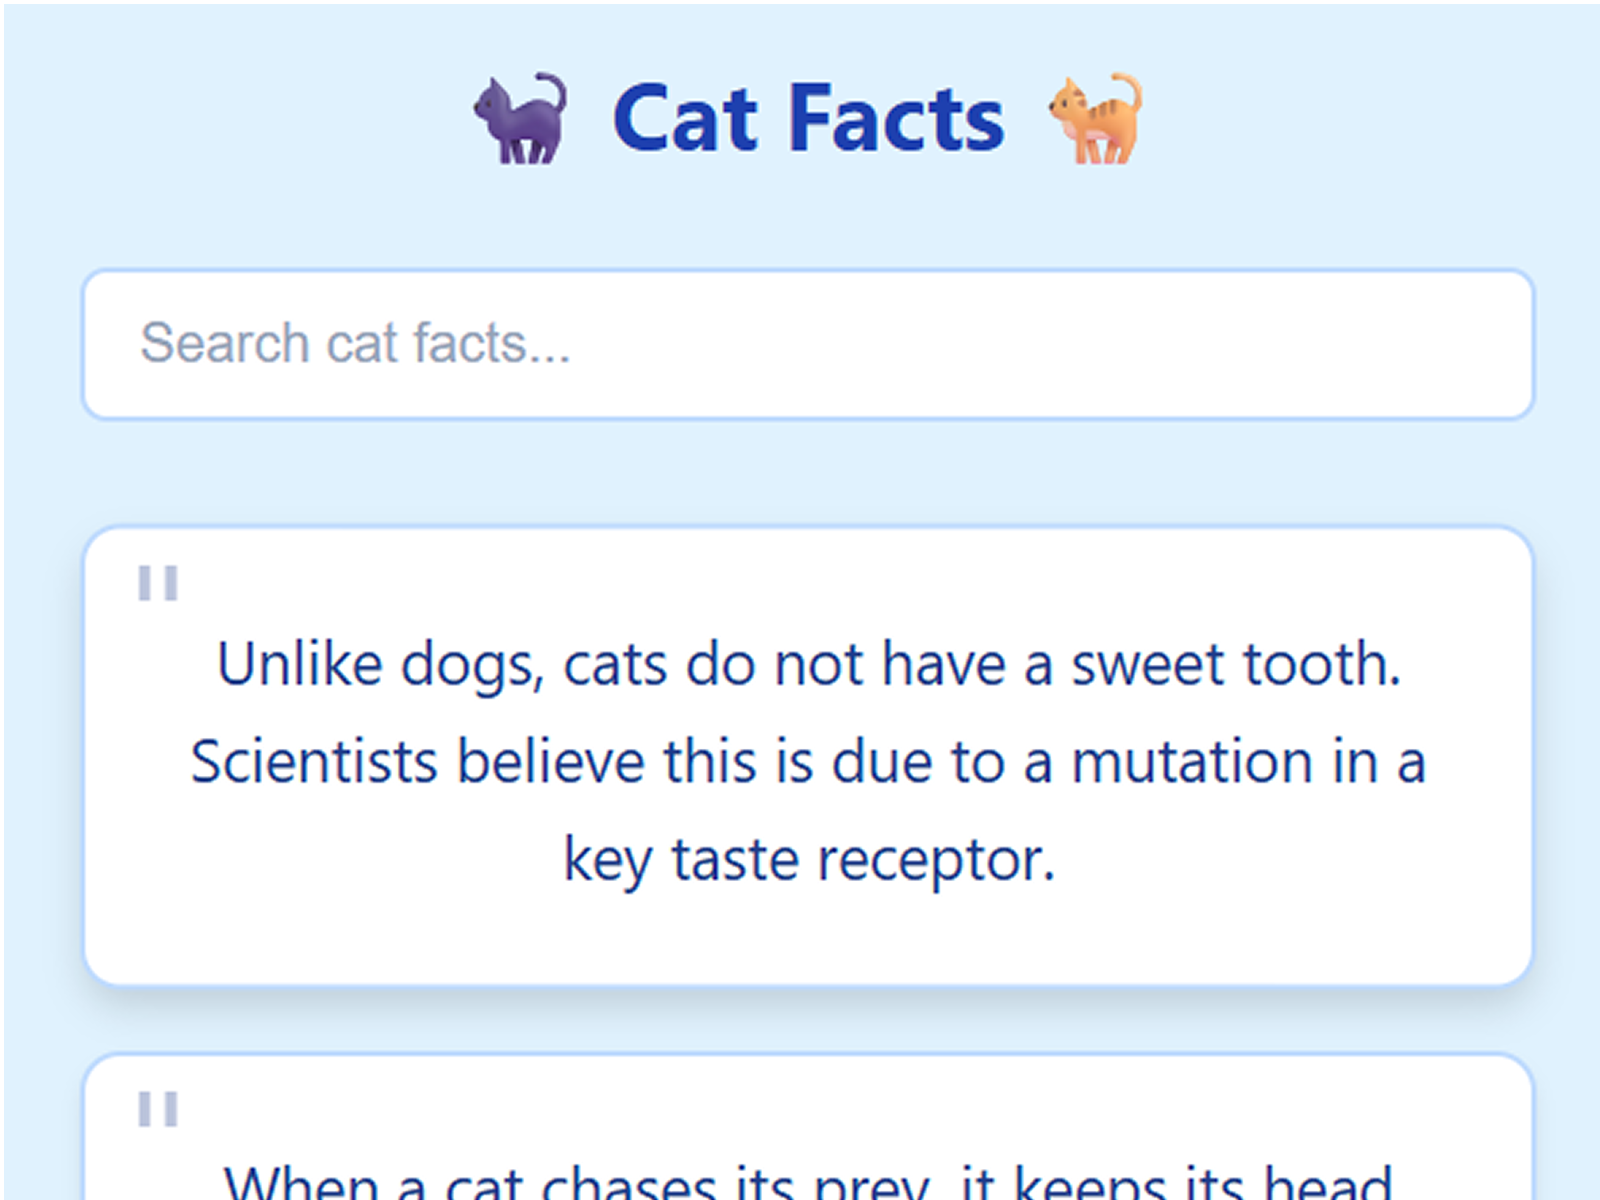 Cat Facts
Search cat facts...
"
Unlike dogs, cats do not have a sweet tooth.
Scientists believe this is due to a mutation in a
key taste receptor.
"
When a cat chases its prey, it keeps its head